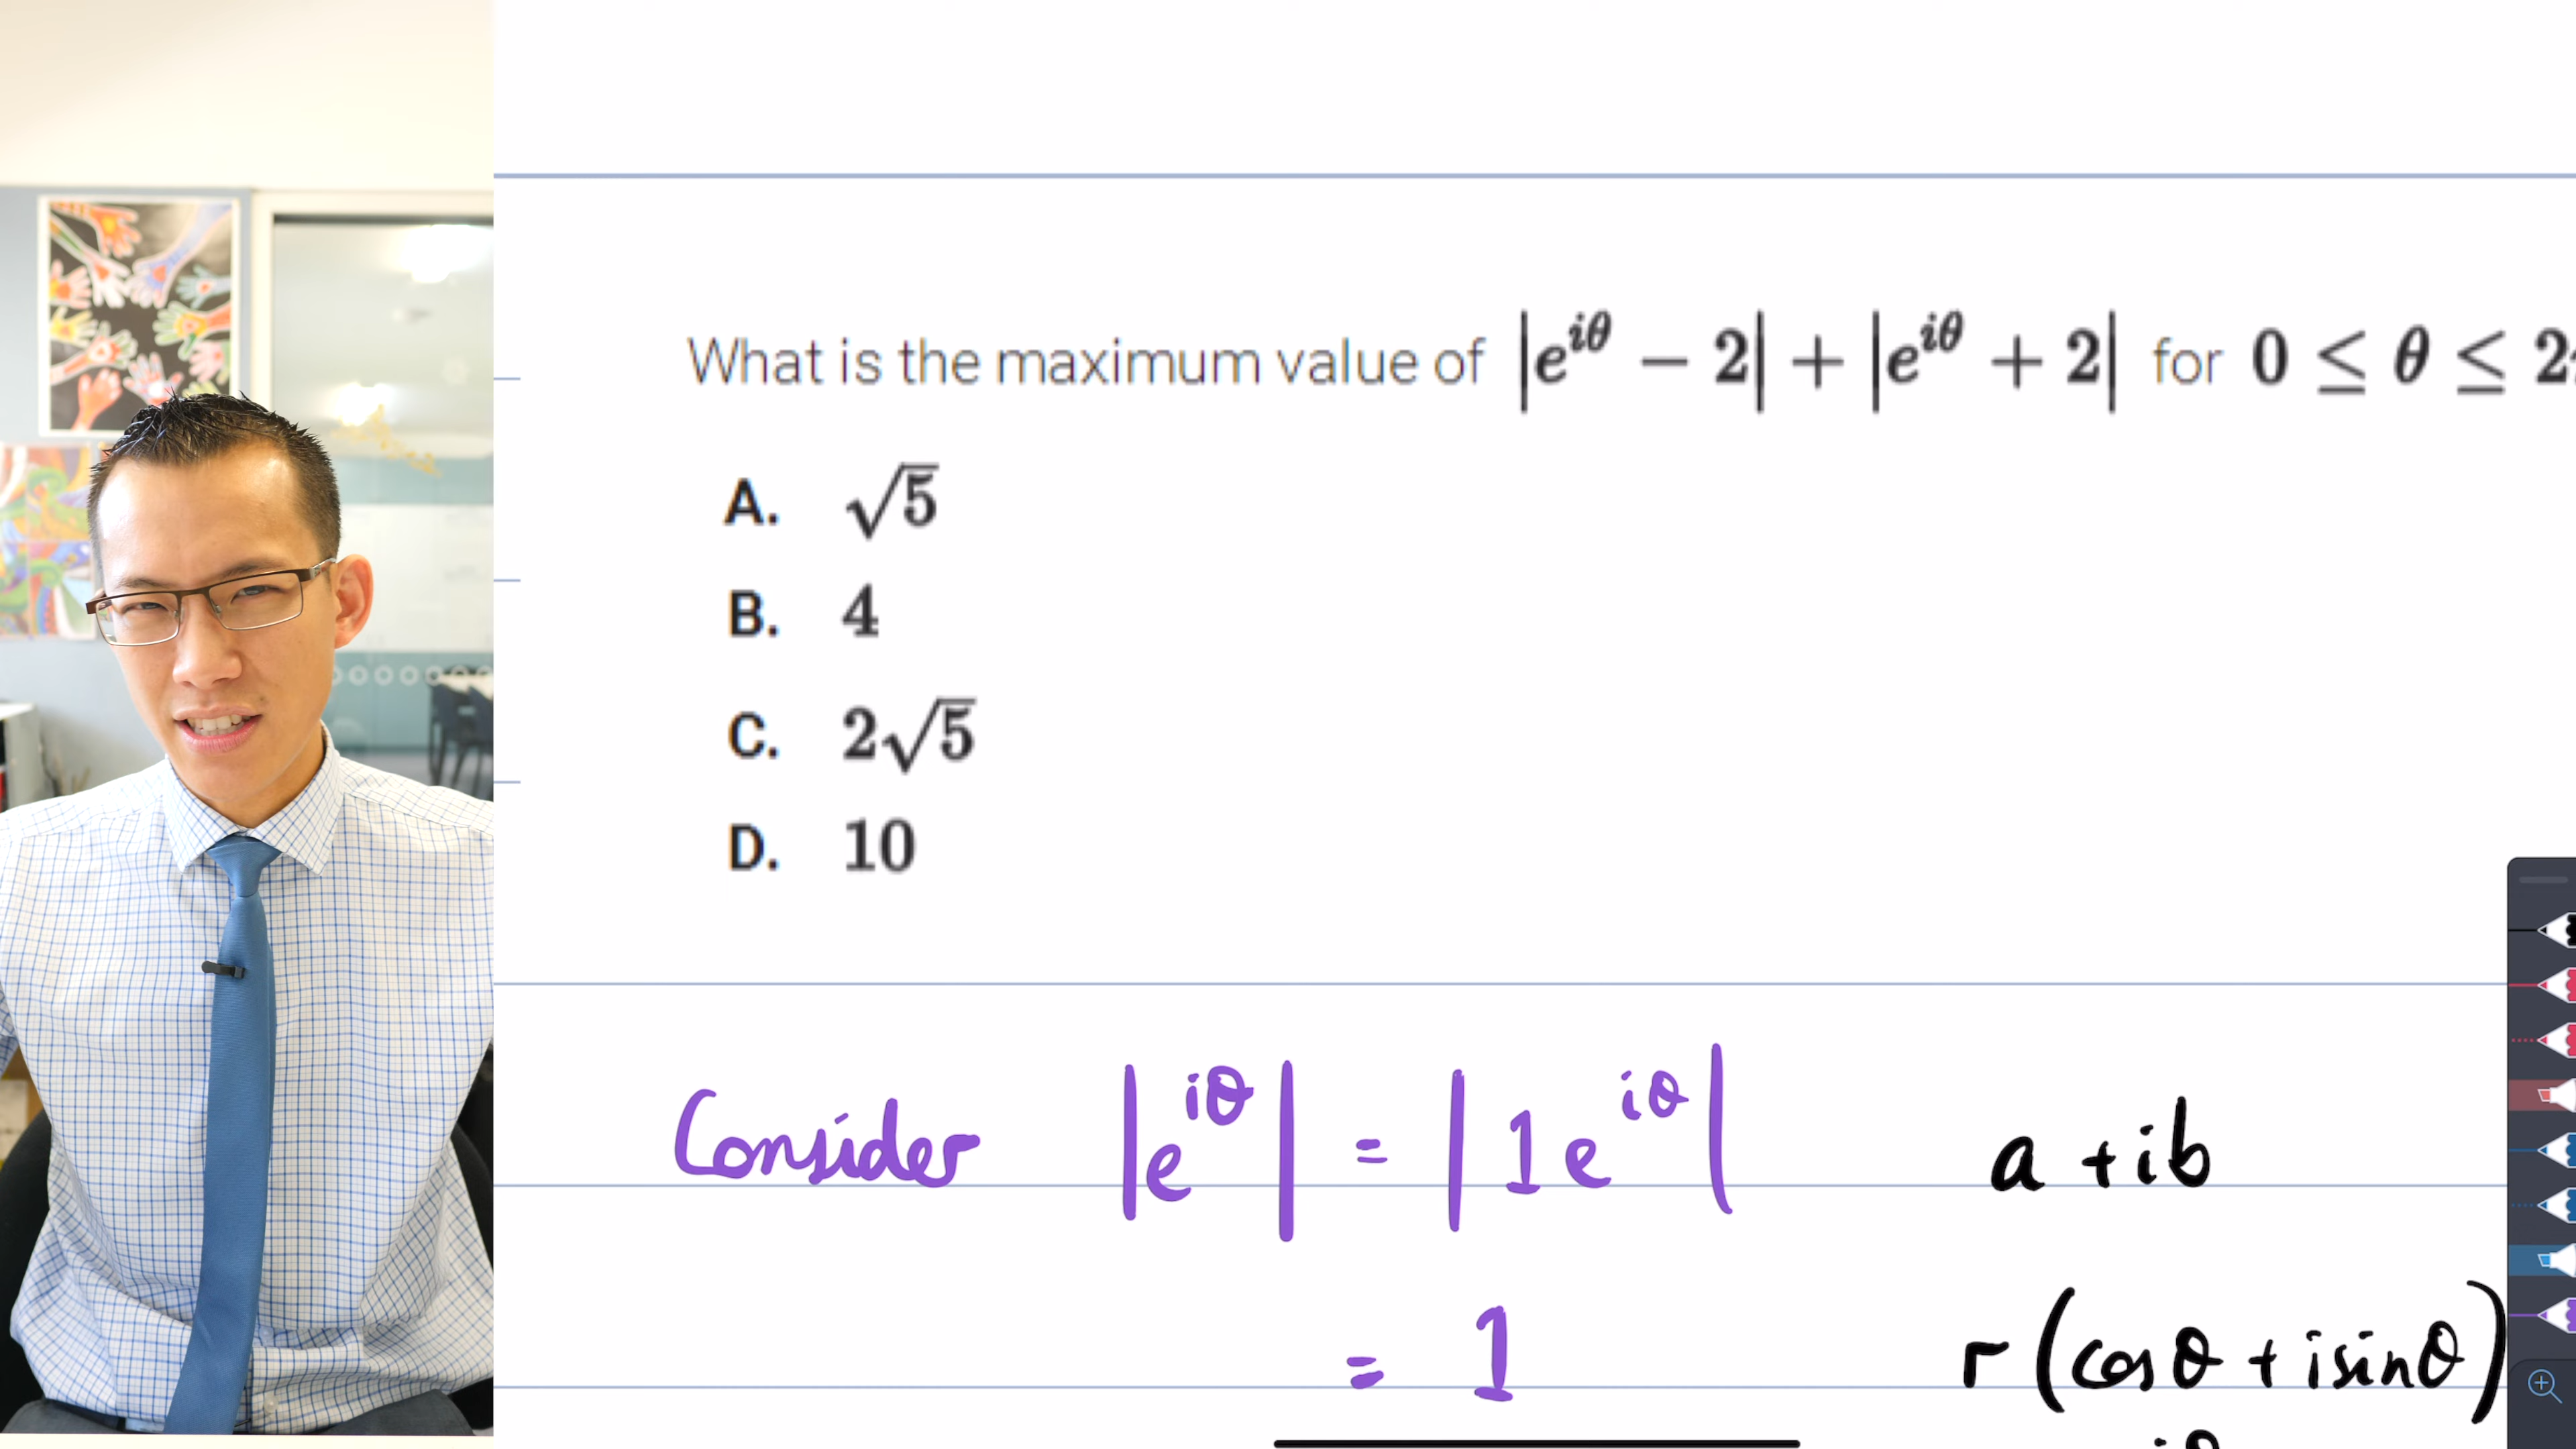 What is the maximum value of |e^{iθ} − 2| + |e^{iθ} + 2| for 0 ≤ θ ≤ 2
A. √5
B. 4
C. 2√5
D. 10
Consider |e^{iθ}| = |1e^{iθ}| a + ib
= 1 r(cosθ + isinθ)